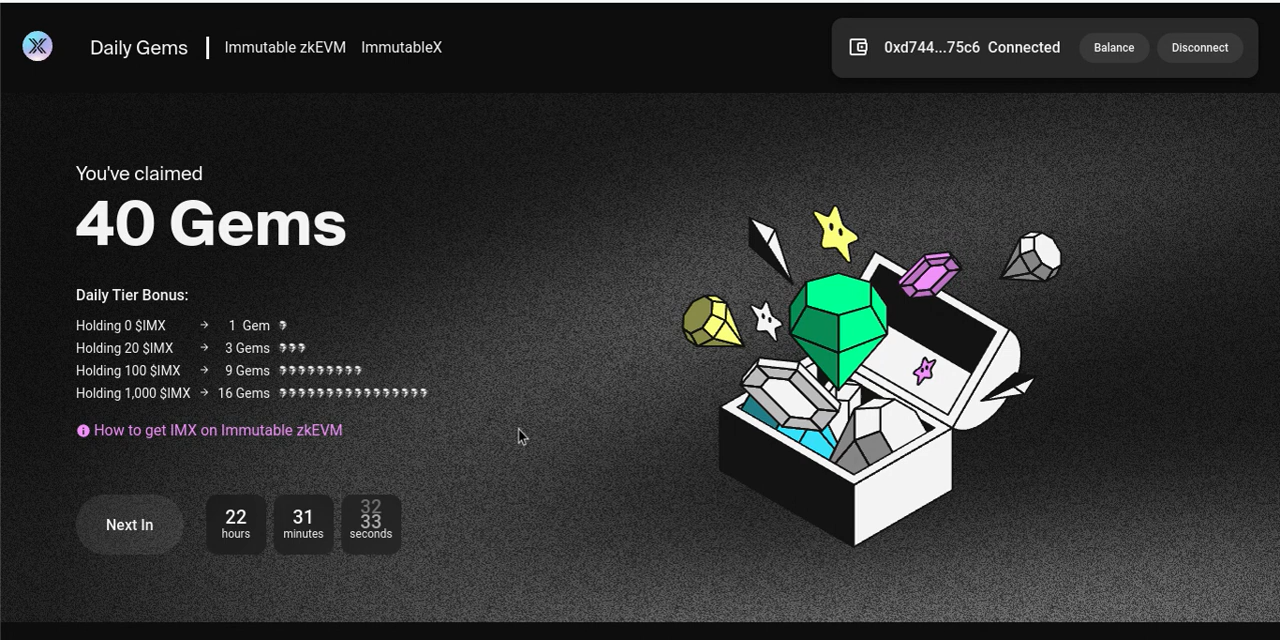 Daily Gems | Immutable zkEVM ImmutableX
0xd744...75c6 Connected Balance Disconnect
You've claimed
40 Gems
Daily Tier Bonus:
Holding 0 $IMX → 1 Gem
Holding 20 $IMX → 3 Gems
Holding 100 $IMX → 9 Gems
Holding 1,000 $IMX → 16 Gems
How to get IMX on Immutable zkEVM
Next In
22 hours
31 minutes
32
33 seconds